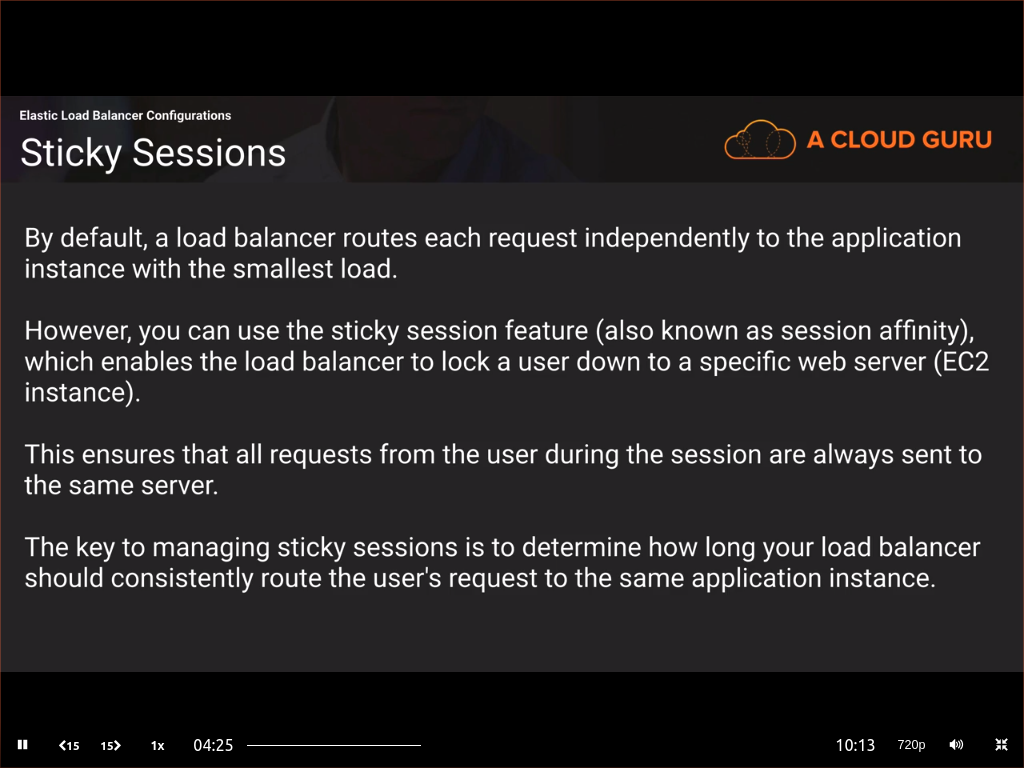 Elastic Load Balancer Configurations
Sticky Sessions
A CLOUD GURU
By default, a load balancer routes each request independently to the application
instance with the smallest load.
However, you can use the sticky session feature (also known as session affinity),
which enables the load balancer to lock a user down to a specific web server (EC2
instance).
This ensures that all requests from the user during the session are always sent to
the same server.
The key to managing sticky sessions is to determine how long your load balancer
should consistently route the user's request to the same application instance.
15 15 1x 04:25 10:13 720p